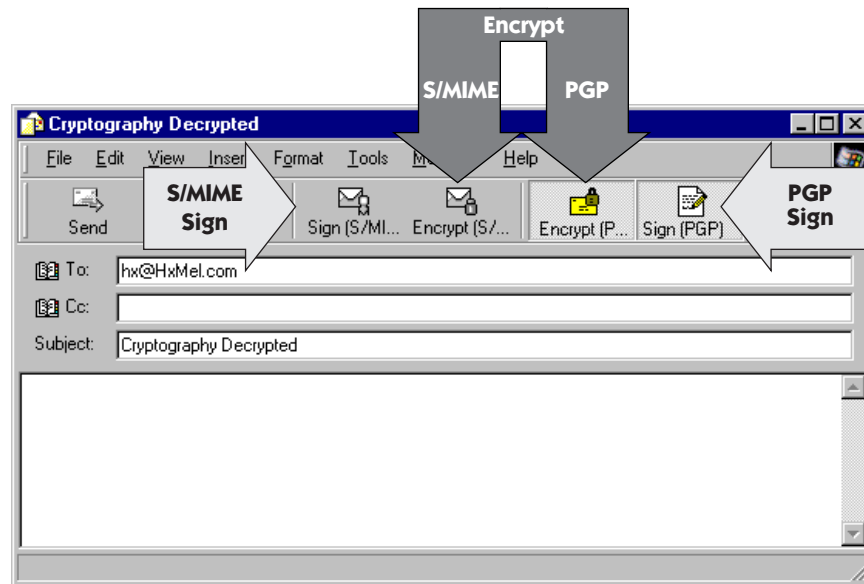 Encrypt
S/MIME PGP
Cryptography Decrypted
File Edit View Inser Format Tools M Help
S/MIME
Sign
PGP
Sign
Send Sign (S/MI... Encrypt (S/... Encrypt (P... Sign (PGP)
To: hx@HxMel.com
Cc:
Subject: Cryptography Decrypted